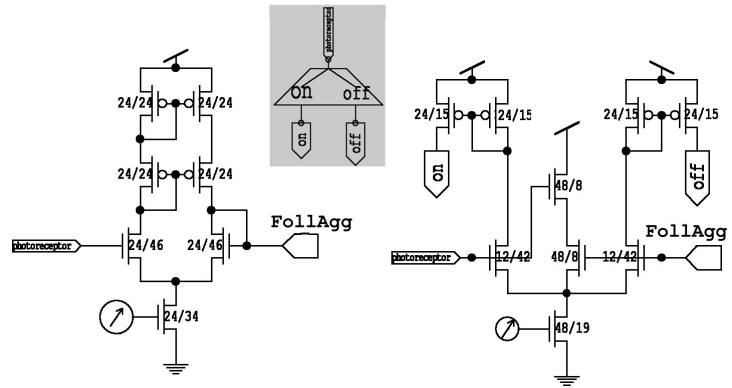 24/24 24/24
24/24 24/24
FollAgg
photoreceptor
24/46 24/46
24/34
photoreceptor
on off
on off
24/15 24/15
24/15 24/15
on
off
48/8
FollAgg
photoreceptor
12/42 48/8 12/42
48/19